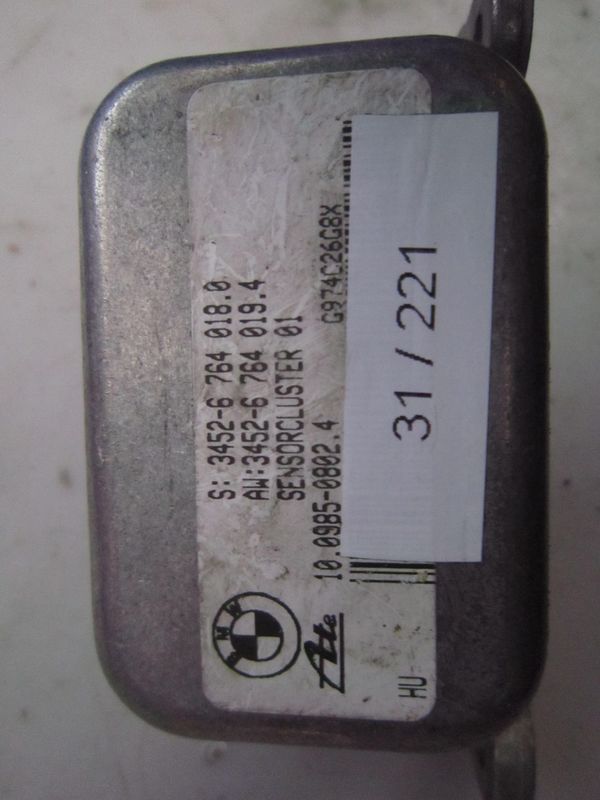 S: 3452-6 764 018.0
AW:3452-6 764 019.4
SENSORCLUSTER 01
10.0985-0802.4 G974C26G8X
BMW
Ate
HU
31 / 221